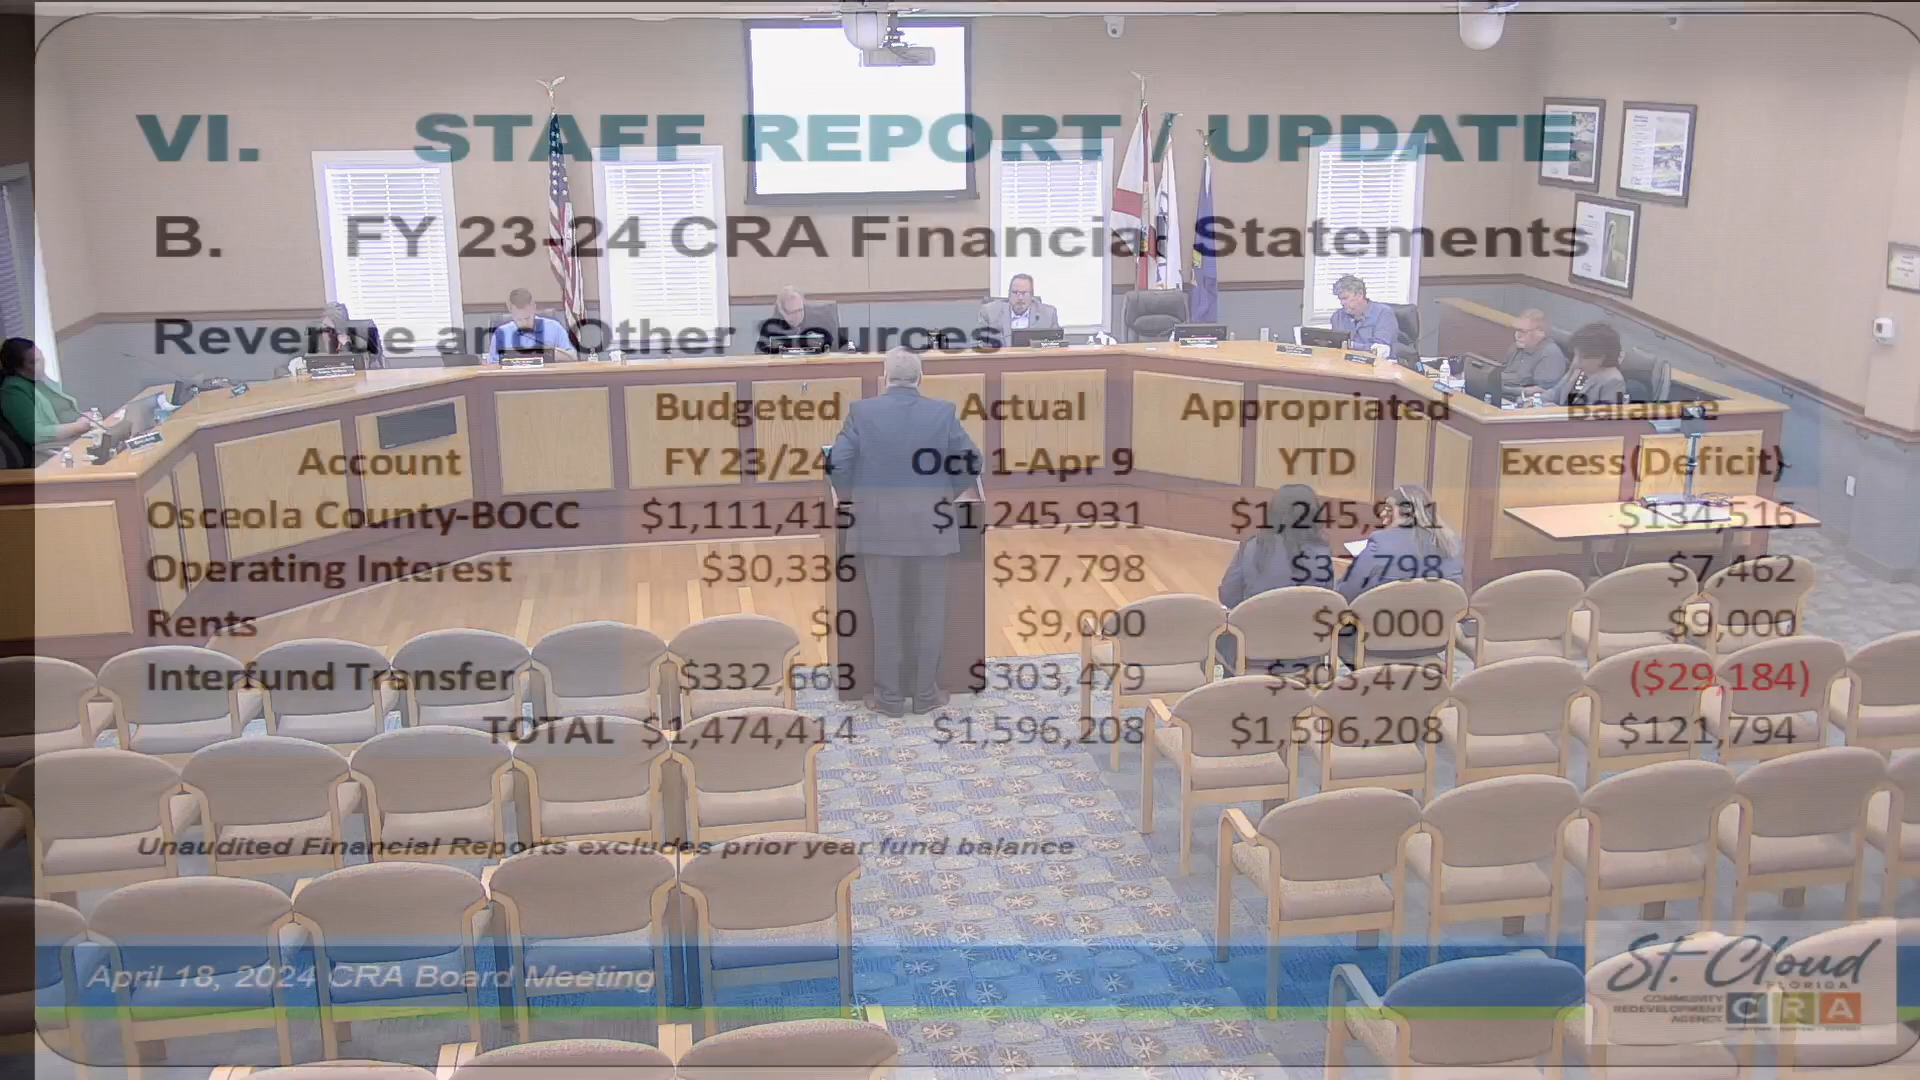 VI. STAFF REPORT / UPDATE
B. FY 23-24 CRA Financial Statements
Revenue and Other Sources
Budgeted Actual Appropriated Balance
Account FY 23/24 Oct 1-Apr 9 YTD Excess(Deficit)
Osceola County-BOCC $1,111,415 $1,245,931 $1,245,931 $134,516
Operating Interest $30,336 $37,798 $37,798 $7,462
Rents $0 $9,000 $9,000 $9,000
Interfund Transfer $332,663 $303,479 $303,479 ($29,184)
TOTAL $1,474,414 $1,596,208 $1,596,208 $121,794
Unaudited Financial Reports excludes prior year fund balance
April 18, 2024 CRA Board Meeting
St. Cloud
FLORIDA
COMMUNITY
REDEVELOPMENT
AGENCY
CRA